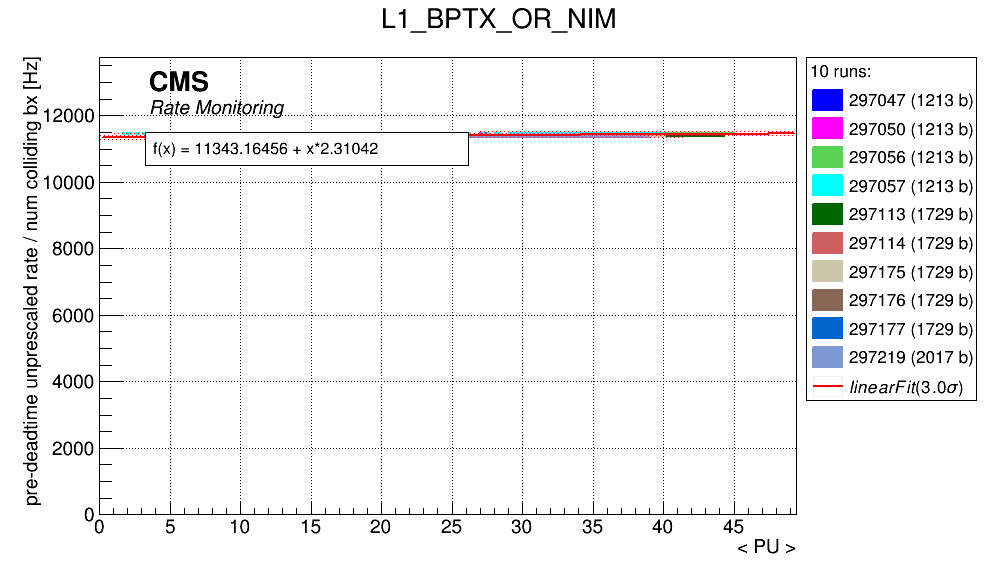 L1_BPTX_OR_NIM
pre-deadtime unprescaled rate / num colliding bx [Hz]
CMS
Rate Monitoring
f(x) = 11343.16456 + x*2.31042
12000
10000
8000
6000
4000
2000
0
0 5 10 15 20 25 30 35 40 45
< PU >
10 runs:
297047 (1213 b)
297050 (1213 b)
297056 (1213 b)
297057 (1213 b)
297113 (1729 b)
297114 (1729 b)
297175 (1729 b)
297176 (1729 b)
297177 (1729 b)
297219 (2017 b)
linearFit(3.0σ)